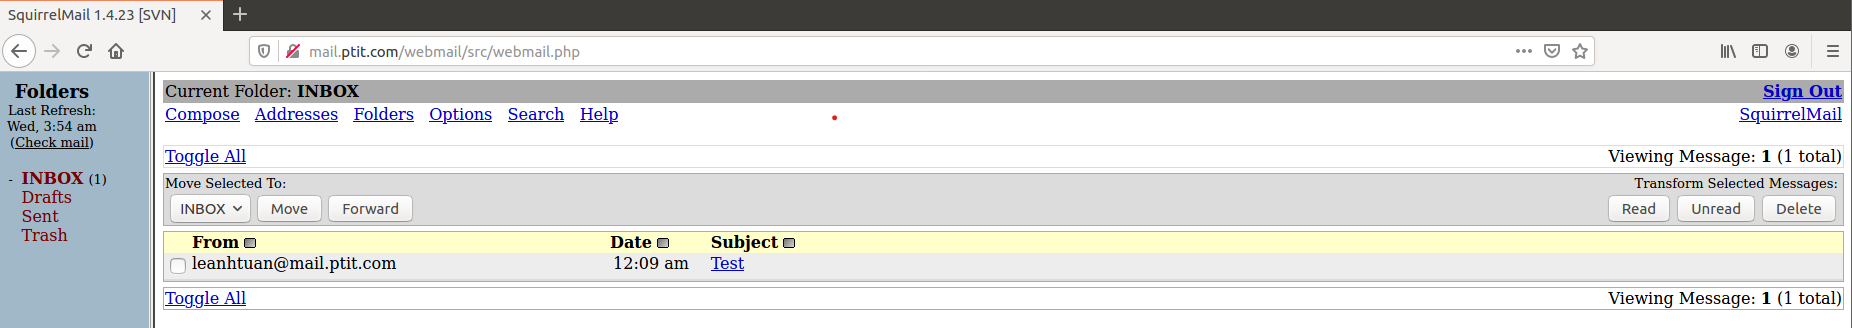 SquirrelMail 1.4.23 [SVN]
mail.ptit.com/webmail/src/webmail.php
Folders
Last Refresh:
Wed, 3:54 am
(Check mail)
- INBOX (1)
Drafts
Sent
Trash
Current Folder: INBOX Sign Out
Compose Addresses Folders Options Search Help SquirrelMail
Toggle All Viewing Message: 1 (1 total)
Move Selected To: Transform Selected Messages:
INBOX Move Forward Read Unread Delete
From Date Subject
leanhtuan@mail.ptit.com 12:09 am Test
Toggle All Viewing Message: 1 (1 total)